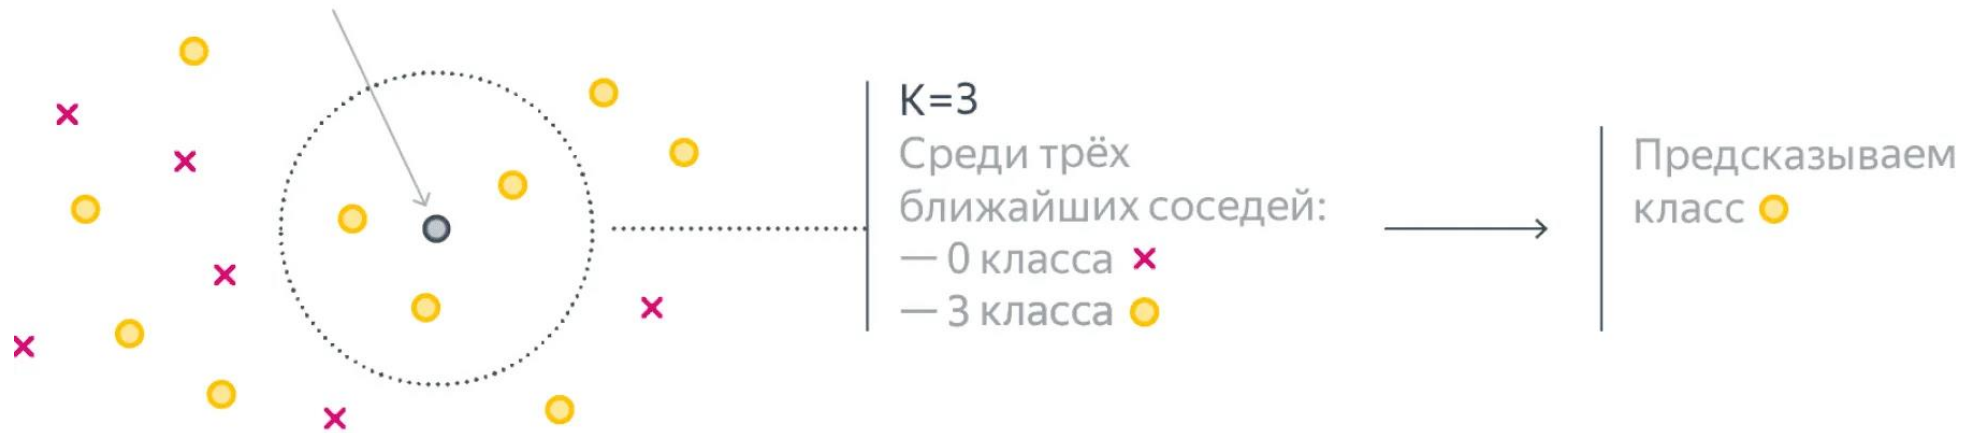 K=3
Среди трёх
ближайших соседей:
— 0 класса
— 3 класса
Предсказываем
класс